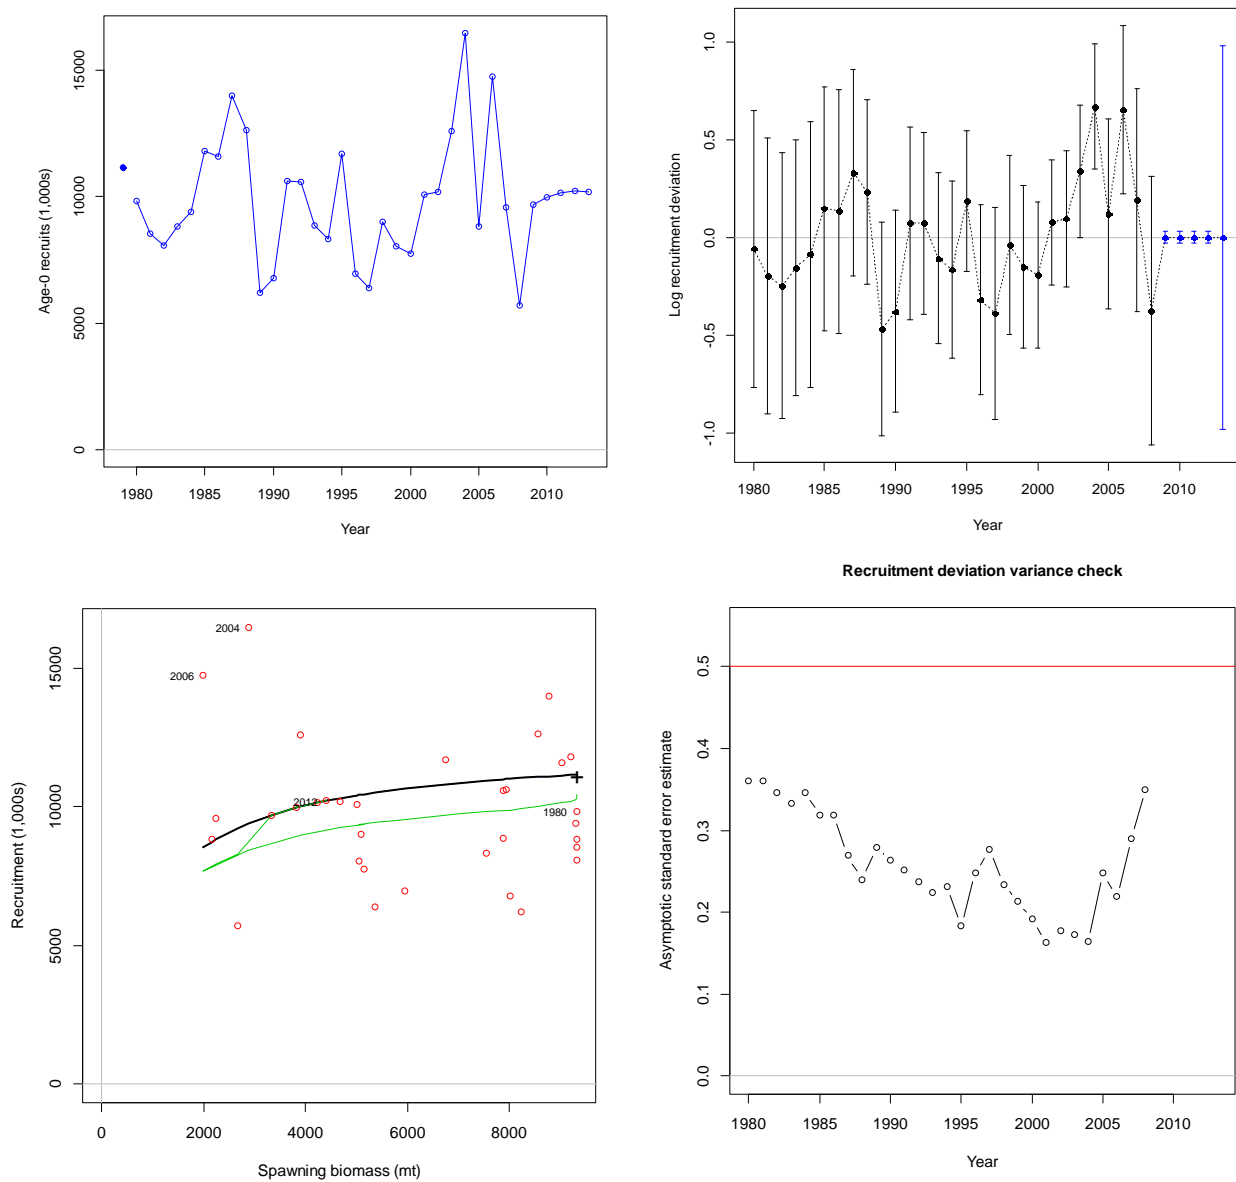 Age-0 recruits (1,000s)
15000
10000
5000
0
1980 1985 1990 1995 2000 2005 2010
Year
Log recruitment deviation
1.0
0.5
0.0
-0.5
-1.0
1980 1985 1990 1995 2000 2005 2010
Year
Recruitment (1,000s)
15000
10000
5000
0
2004
2006
2012
1980
0 2000 4000 6000 8000
Spawning biomass (mt)
Recruitment deviation variance check
Asymptotic standard error estimate
0.5
0.4
0.3
0.2
0.1
0.0
1980 1985 1990 1995 2000 2005 2010
Year